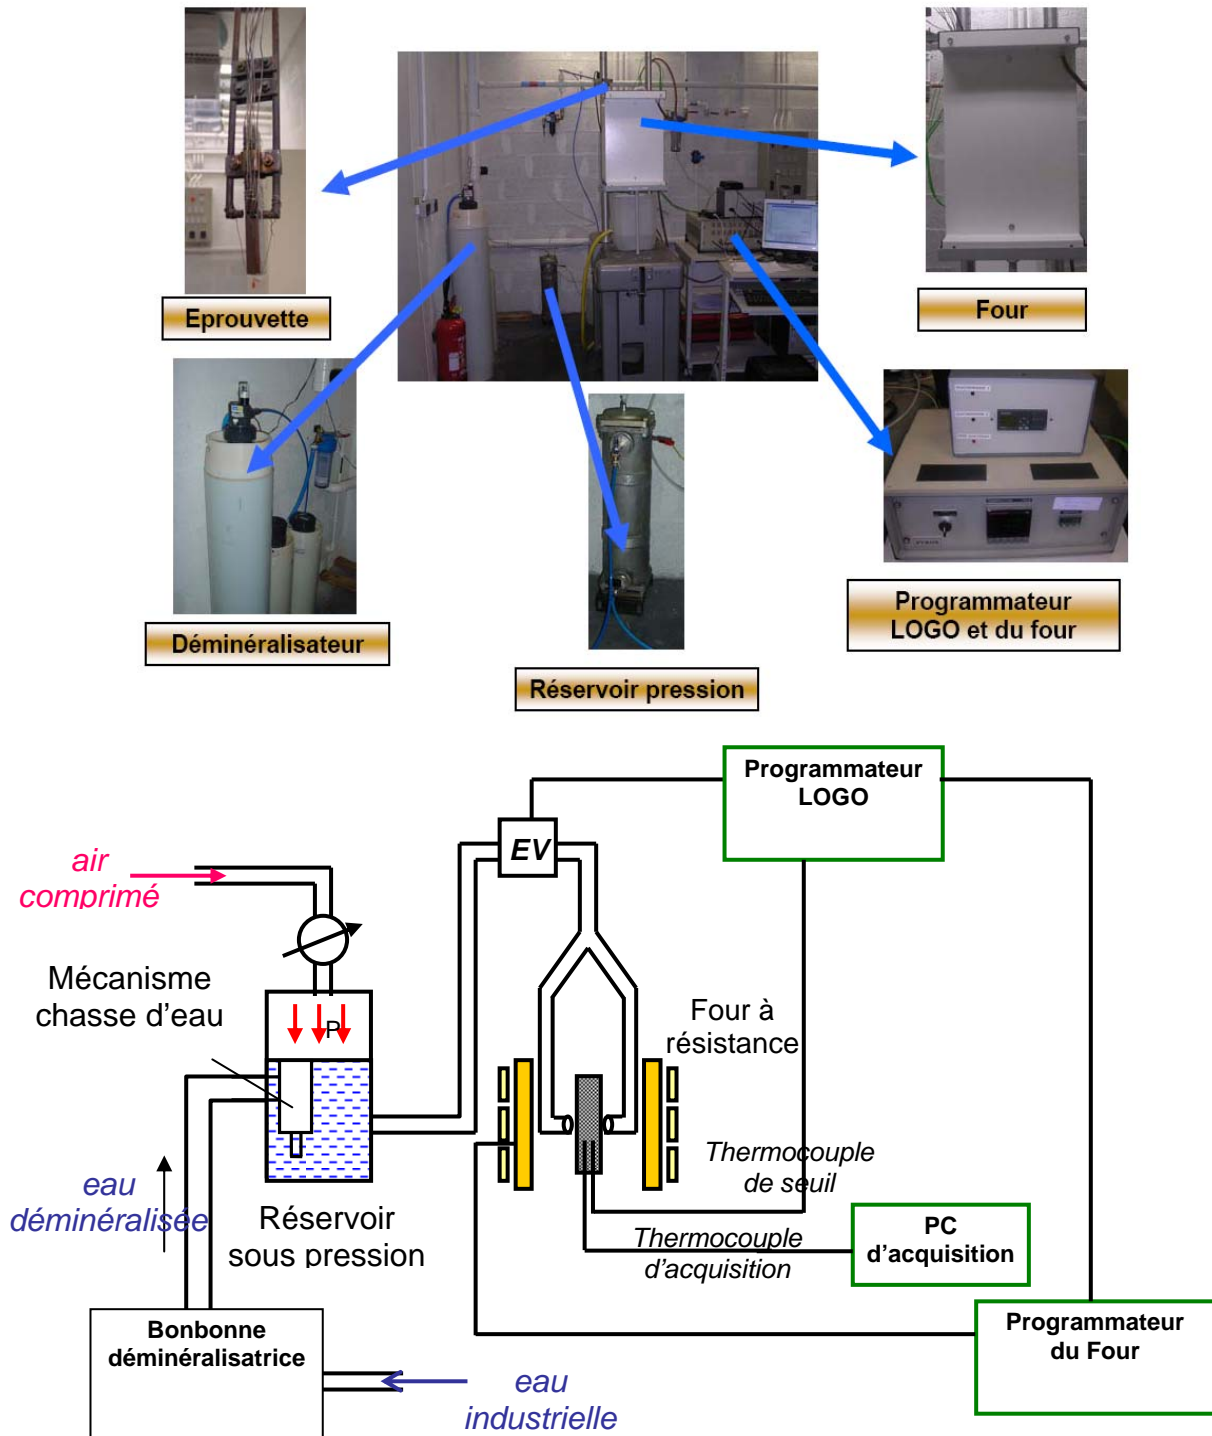 Eprouvette
Four
Déminéralisateur
Programmateur
LOGO et du four
Réservoir pression
Programmateur
LOGO
EV
air
comprimé
Mécanisme
chasse d'eau
P
Four à
résistance
Thermocouple
de seuil
eau
déminéralisée
Réservoir
sous pression
Thermocouple
d'acquisition
PC
d'acquisition
Bonbonne
déminéralisatrice
Programmateur
du Four
eau
industrielle